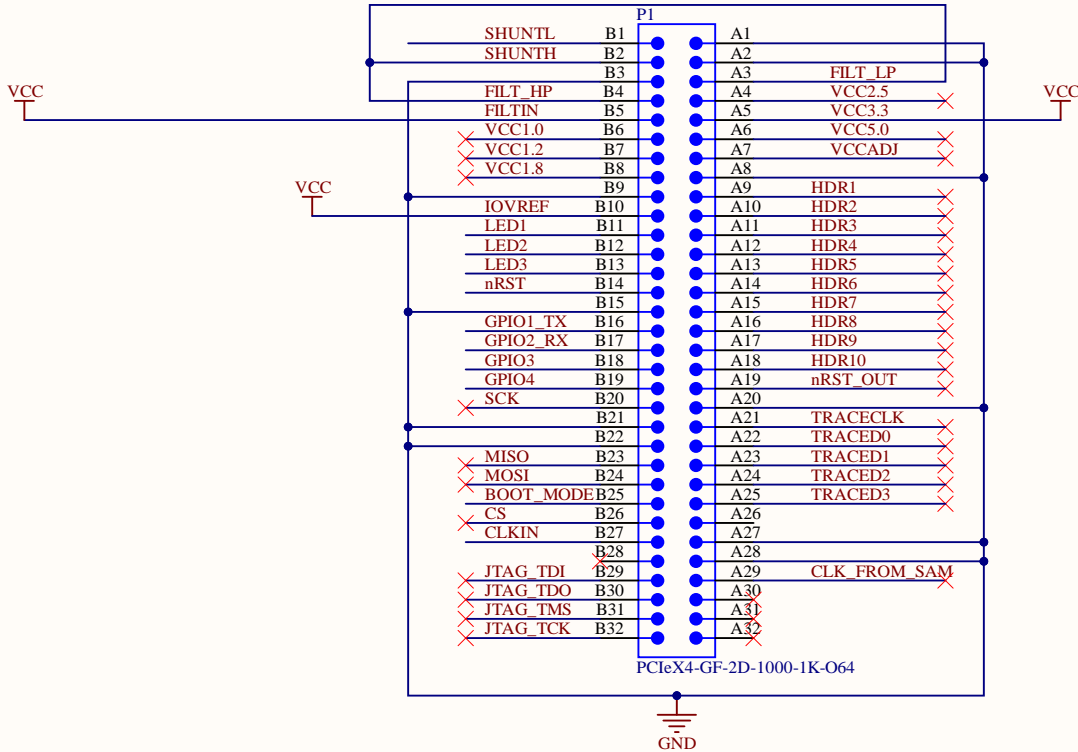 P1
SHUNTL B1 A1
SHUNTH B2 A2
B3 A3 FILT_LP
FILT_HP B4 A4 VCC2.5
VCC FILTIN B5 A5 VCC3.3 VCC
VCC1.0 B6 A6 VCC5.0
VCC1.2 B7 A7 VCCADJ
VCC1.8 B8 A8
VCC B9 A9 HDR1
IOVREF B10 A10 HDR2
LED1 B11 A11 HDR3
LED2 B12 A12 HDR4
LED3 B13 A13 HDR5
nRST B14 A14 HDR6
B15 A15 HDR7
GPIO1_TX B16 A16 HDR8
GPIO2_RX B17 A17 HDR9
GPIO3 B18 A18 HDR10
GPIO4 B19 A19 nRST_OUT
SCK B20 A20
B21 A21 TRACECLK
B22 A22 TRACED0
MISO B23 A23 TRACED1
MOSI B24 A24 TRACED2
BOOT_MODE B25 A25 TRACED3
CS B26 A26
CLKIN B27 A27
B28 A28
JTAG_TDI B29 A29 CLK_FROM_SAM
JTAG_TDO B30 A30
JTAG_TMS B31 A31
JTAG_TCK B32 A32
PCIeX4-GF-2D-1000-1K-O64
GND